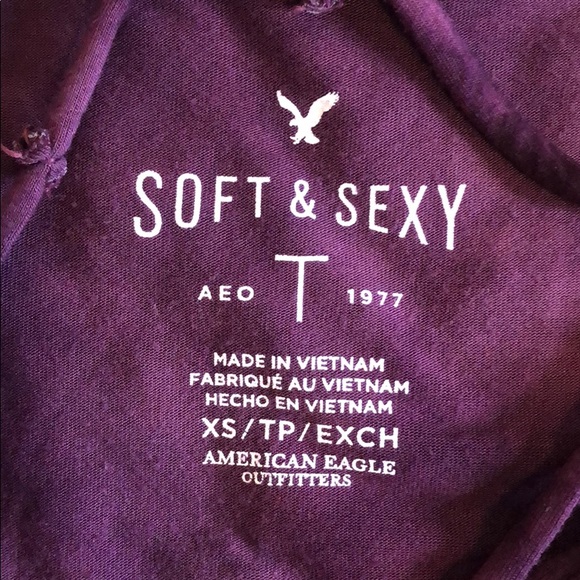 SOFT & SEXY
AEO T 1977
MADE IN VIETNAM
FABRIQUÉ AU VIETNAM
HECHO EN VIETNAM
XS/TP/EXCH
AMERICAN EAGLE
OUTFITTERS